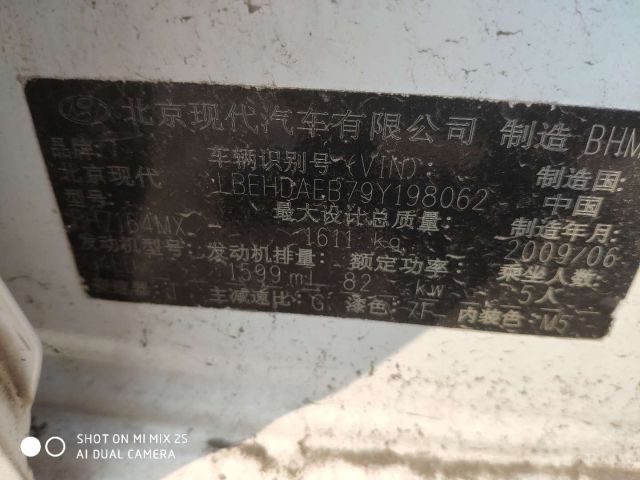 北京现代汽车有限公司 制造 BHM
品牌: 车辆识别号(VIN): 制造国:
北京现代 LBEHDAEB79Y198062 中国
型号: 最大设计总质量: 制造年月:
7164MX 1611 kg 2009/06
发动机型号: 发动机排量: 额定功率: 乘坐人数:
1599 ml 82 kw 5人
主减速比: G 漆色: 内装色: M5
SHOT ON MI MIX 2S
AI DUAL CAMERA